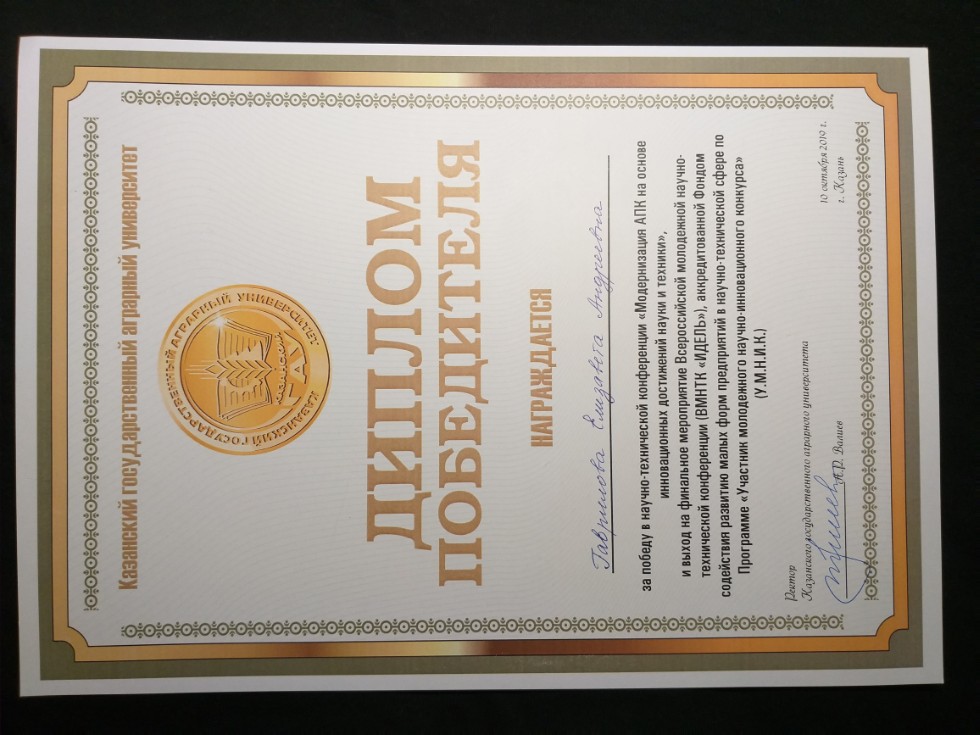 Казанский государственный аграрный университет
КАЗАНСКИЙ ГОСУДАРСТВЕННЫЙ АГРАРНЫЙ УНИВЕРСИТЕТ
КАЗАНСКИЙ
ГАУ
ДИПЛОМ
ПОБЕДИТЕЛЯ
НАГРАЖДАЕТСЯ
Гаврилова Елизавета Андреевна
за победу в научно-технической конференции «Модернизация АПК на основе
инновационных достижений науки и техники»,
и выход на финальное мероприятие Всероссийской молодежной научно-
технической конференции (ВМНТК «ИДЕЛЬ»), аккредитованной Фондом
содействия развитию малых форм предприятий в научно-технической сфере по
Программе «Участник молодежного научно-инновационного конкурса»
(У.М.Н.И.К.)
Ректор
Казанского государственного аграрного университета
А.Р. Валиев
10 октября 2019 г.
г. Казань